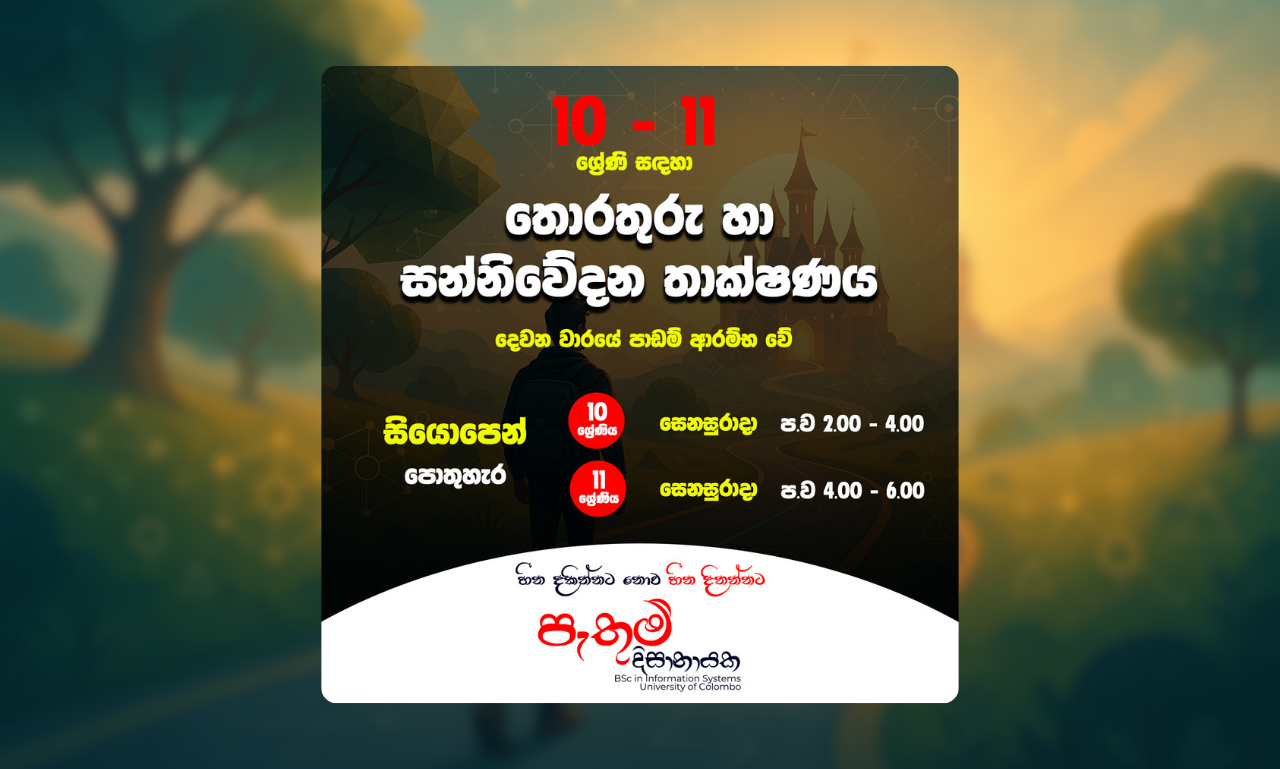 10 - 11
ශ්‍රේණි සඳහා
තොරතුරු හා
සන්නිවේදන තාක්ෂණය
දෙවන වාරයේ පාඩම් ආරම්භ වේ
සියොපෙන්
පොතුහැර
10
ශ්‍රේණිය
සෙනසුරාදා ප.ව 2.00 - 4.00
11
ශ්‍රේණිය
සෙනසුරාදා ප.ව 4.00 - 6.00
හීන දකින්නට නොව හීන දිනන්නට
පැතුම්
දිසානායක
BSc in Information Systems
University of Colombo